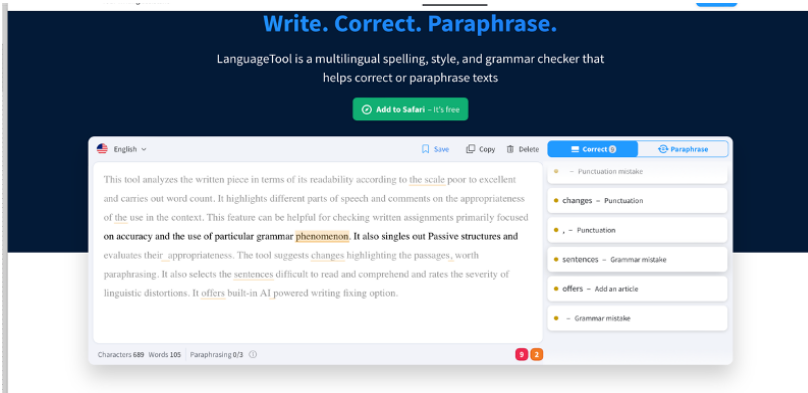 Write. Correct. Paraphrase.
LanguageTool is a multilingual spelling, style, and grammar checker that
helps correct or paraphrase texts
Add to Safari – It's free
English
Save
Copy
Delete
Correct 9
Paraphrase
This tool analyzes the written piece in terms of its readability according to the scale poor to excellent
and carries out word count. It highlights different parts of speech and comments on the appropriateness
of the use in the context. This feature can be helpful for checking written assignments primarily focused
on accuracy and the use of particular grammar phenomenon. It also singles out Passive structures and
evaluates their appropriateness. The tool suggests changes highlighting the passages, worth
paraphrasing. It also selects the sentences difficult to read and comprehend and rates the severity of
linguistic distortions. It offers built-in AI powered writing fixing option.
– Punctuation mistake
changes – Punctuation
, – Punctuation
sentences – Grammar mistake
offers – Add an article
– Grammar mistake
Characters 689 Words 105 Paraphrasing 0/3
9 2